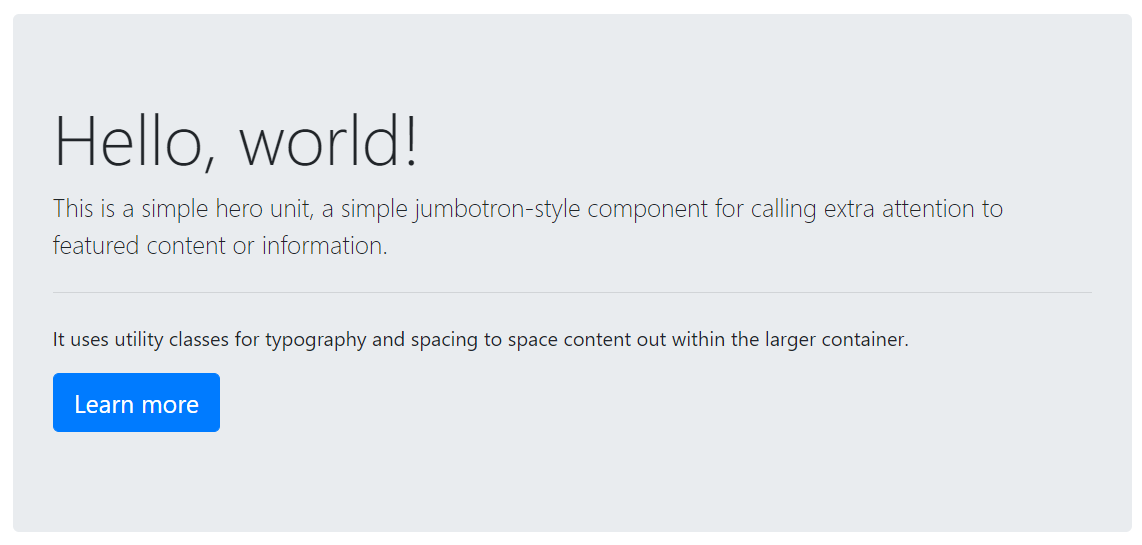 Hello, world!
This is a simple hero unit, a simple jumbotron-style component for calling extra attention to
featured content or information.
It uses utility classes for typography and spacing to space content out within the larger container.
Learn more